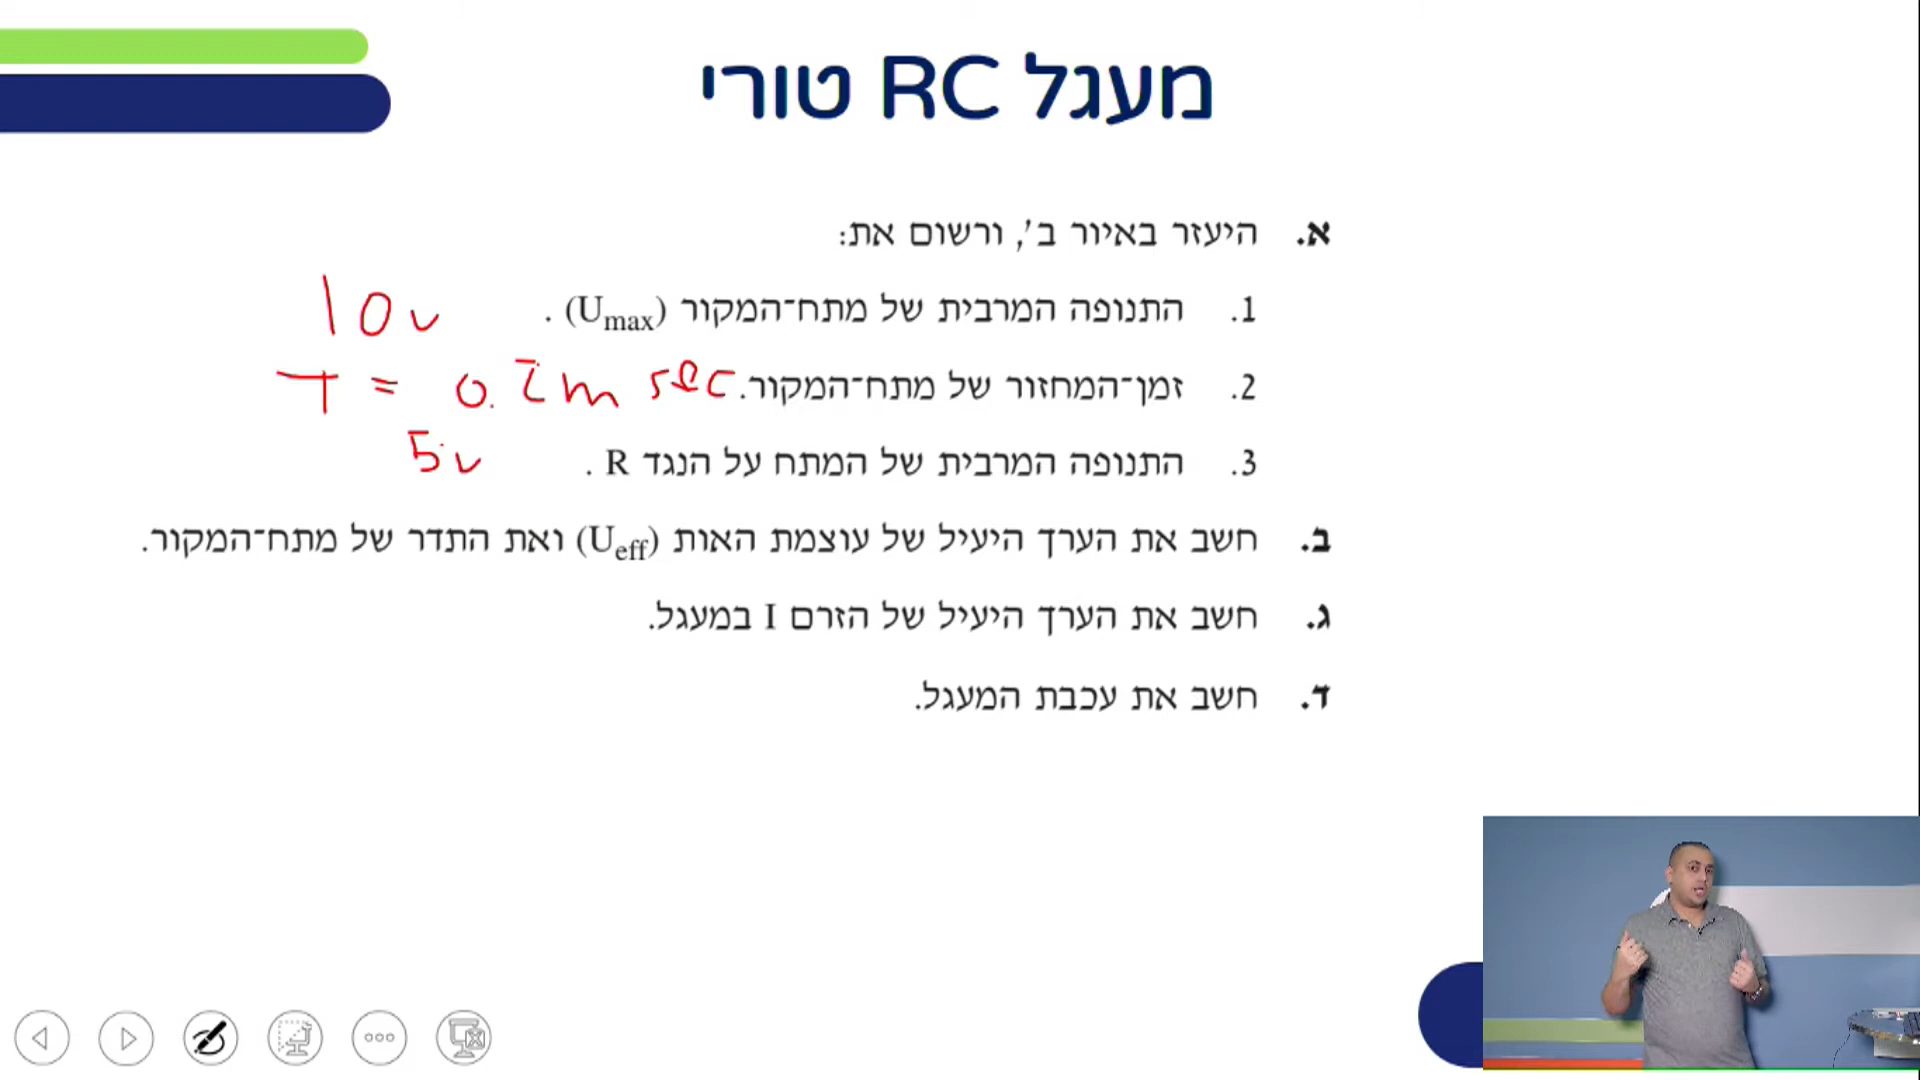 מעגל RC טורי
א. היעזר באיור ב', ורשום את:
1. התנופה המרבית של מתח־המקור (Umax) . 10v
2. זמן־המחזור של מתח־המקור. T = 0.2m sec
3. התנופה המרבית של המתח על הנגד R . 5v
ב. חשב את הערך היעיל של עוצמת האות (Ueff) ואת התדר של מתח־המקור.
ג. חשב את הערך היעיל של הזרם I במעגל.
ד. חשב את עכבת המעגל.